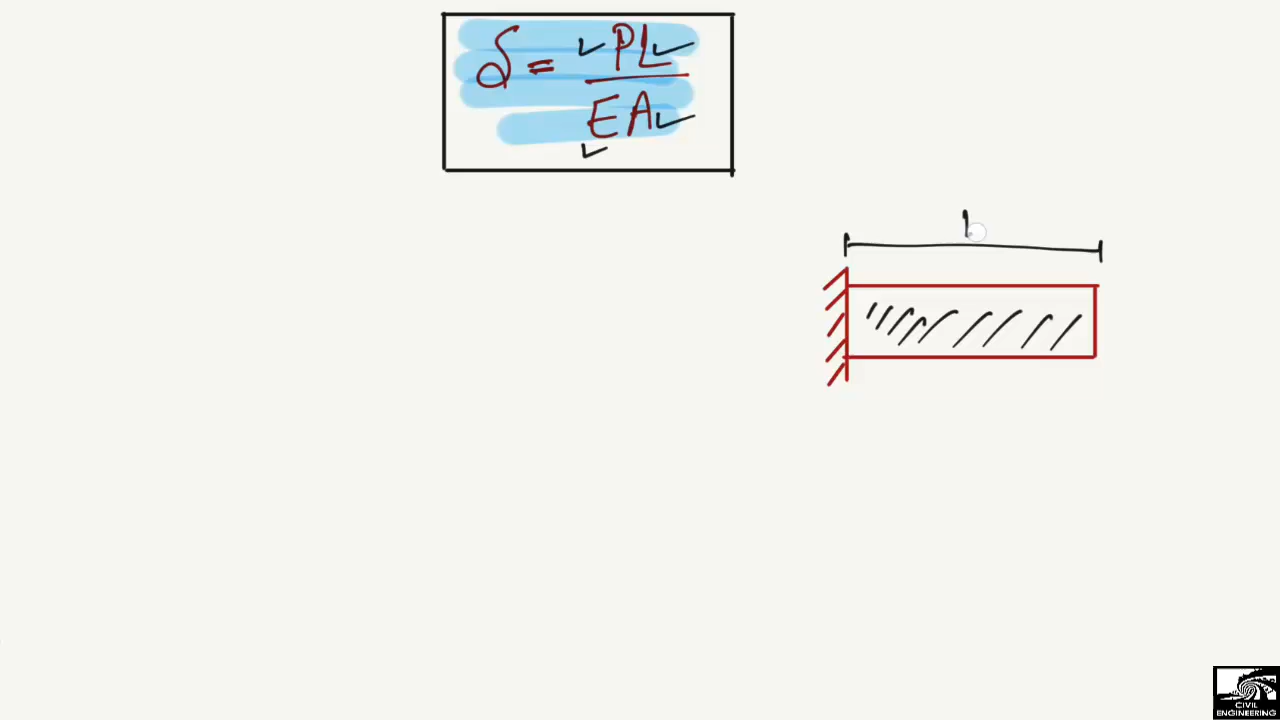 δ = PL
EA
CIVIL
ENGINEERING